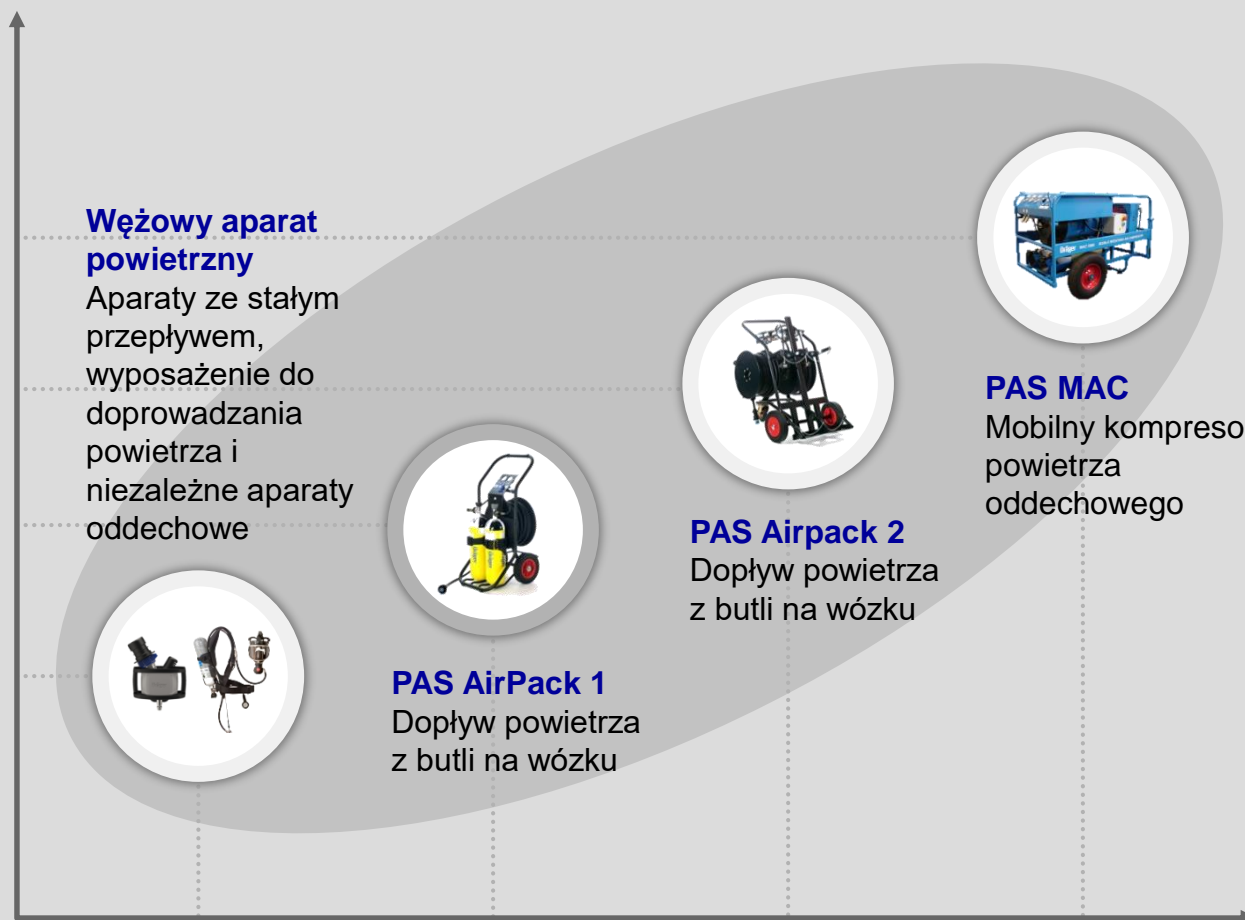 Wężowy aparat
powietrzny
Aparaty ze stałym
przepływem,
wyposażenie do
doprowadzania
powietrza i
niezależne aparaty
oddechowe
PAS AirPack 1
Dopływ powietrza
z butli na wózku
PAS Airpack 2
Dopływ powietrza
z butli na wózku
PAS MAC
Mobilny kompreso
powietrza
oddechowego